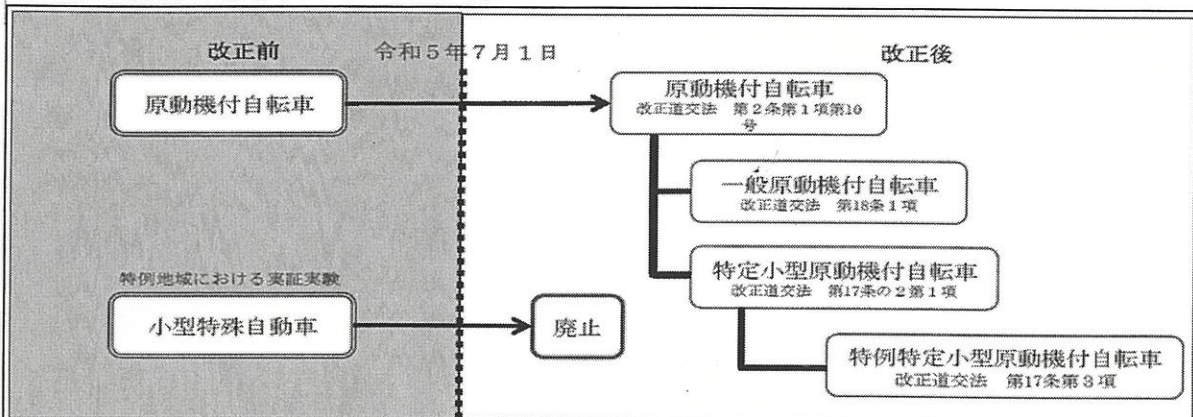 改正前
令和5年7月1日
改正後
原動機付自転車
原動機付自転車
改正道交法 第2条第1項第10
号
一般原動機付自転車
改正道交法 第18条1項
特例地域における実証実験
小型特殊自動車
廃止
特定小型原動機付自転車
改正道交法 第17条の2第1項
特例特定小型原動機付自転車
改正道交法 第17条第3項